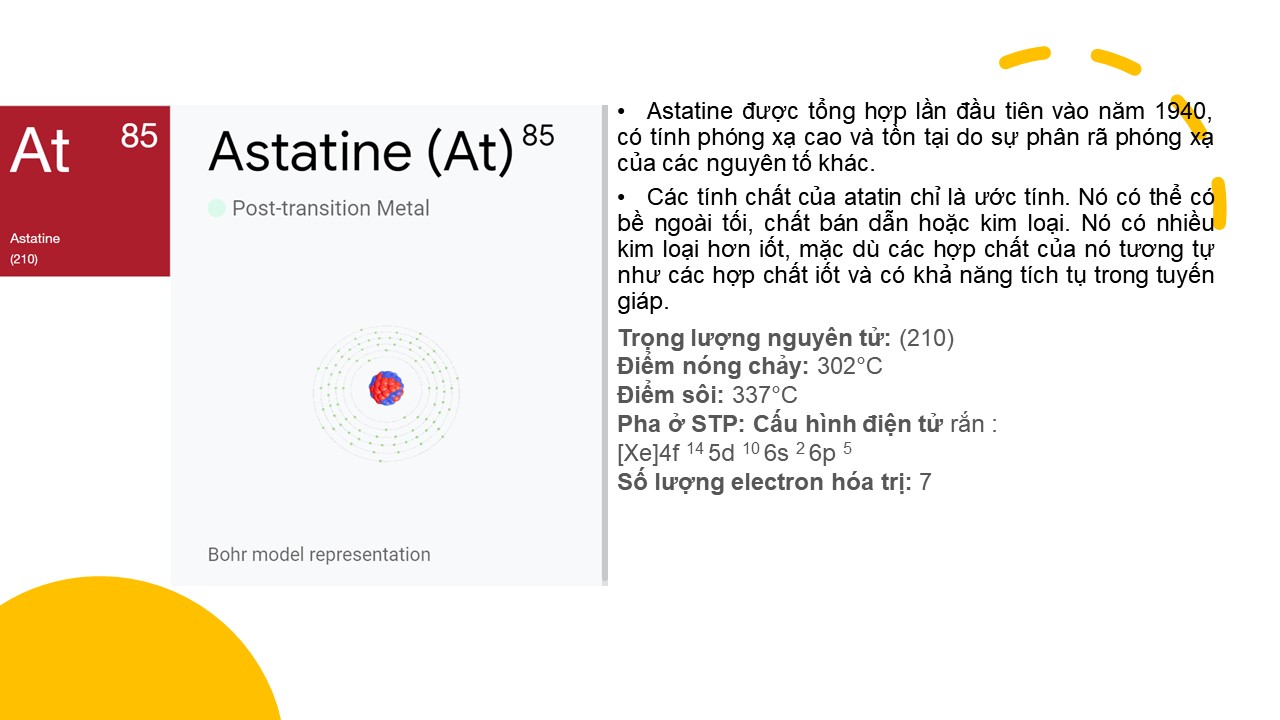 At 85
Astatine
(210)
Astatine (At) 85
Post-transition Metal
Bohr model representation
• Astatine được tổng hợp lần đầu tiên vào năm 1940,
có tính phóng xạ cao và tồn tại do sự phân rã phóng xạ
của các nguyên tố khác.
• Các tính chất của atatin chỉ là ước tính. Nó có thể có
bề ngoài tối, chất bán dẫn hoặc kim loại. Nó có nhiều
kim loại hơn iốt, mặc dù các hợp chất của nó tương tự
như các hợp chất iốt và có khả năng tích tụ trong tuyến
giáp.
Trọng lượng nguyên tử: (210)
Điểm nóng chảy: 302°C
Điểm sôi: 337°C
Pha ở STP: Cấu hình điện tử rắn :
[Xe]4f 14 5d 10 6s 2 6p 5
Số lượng electron hóa trị: 7